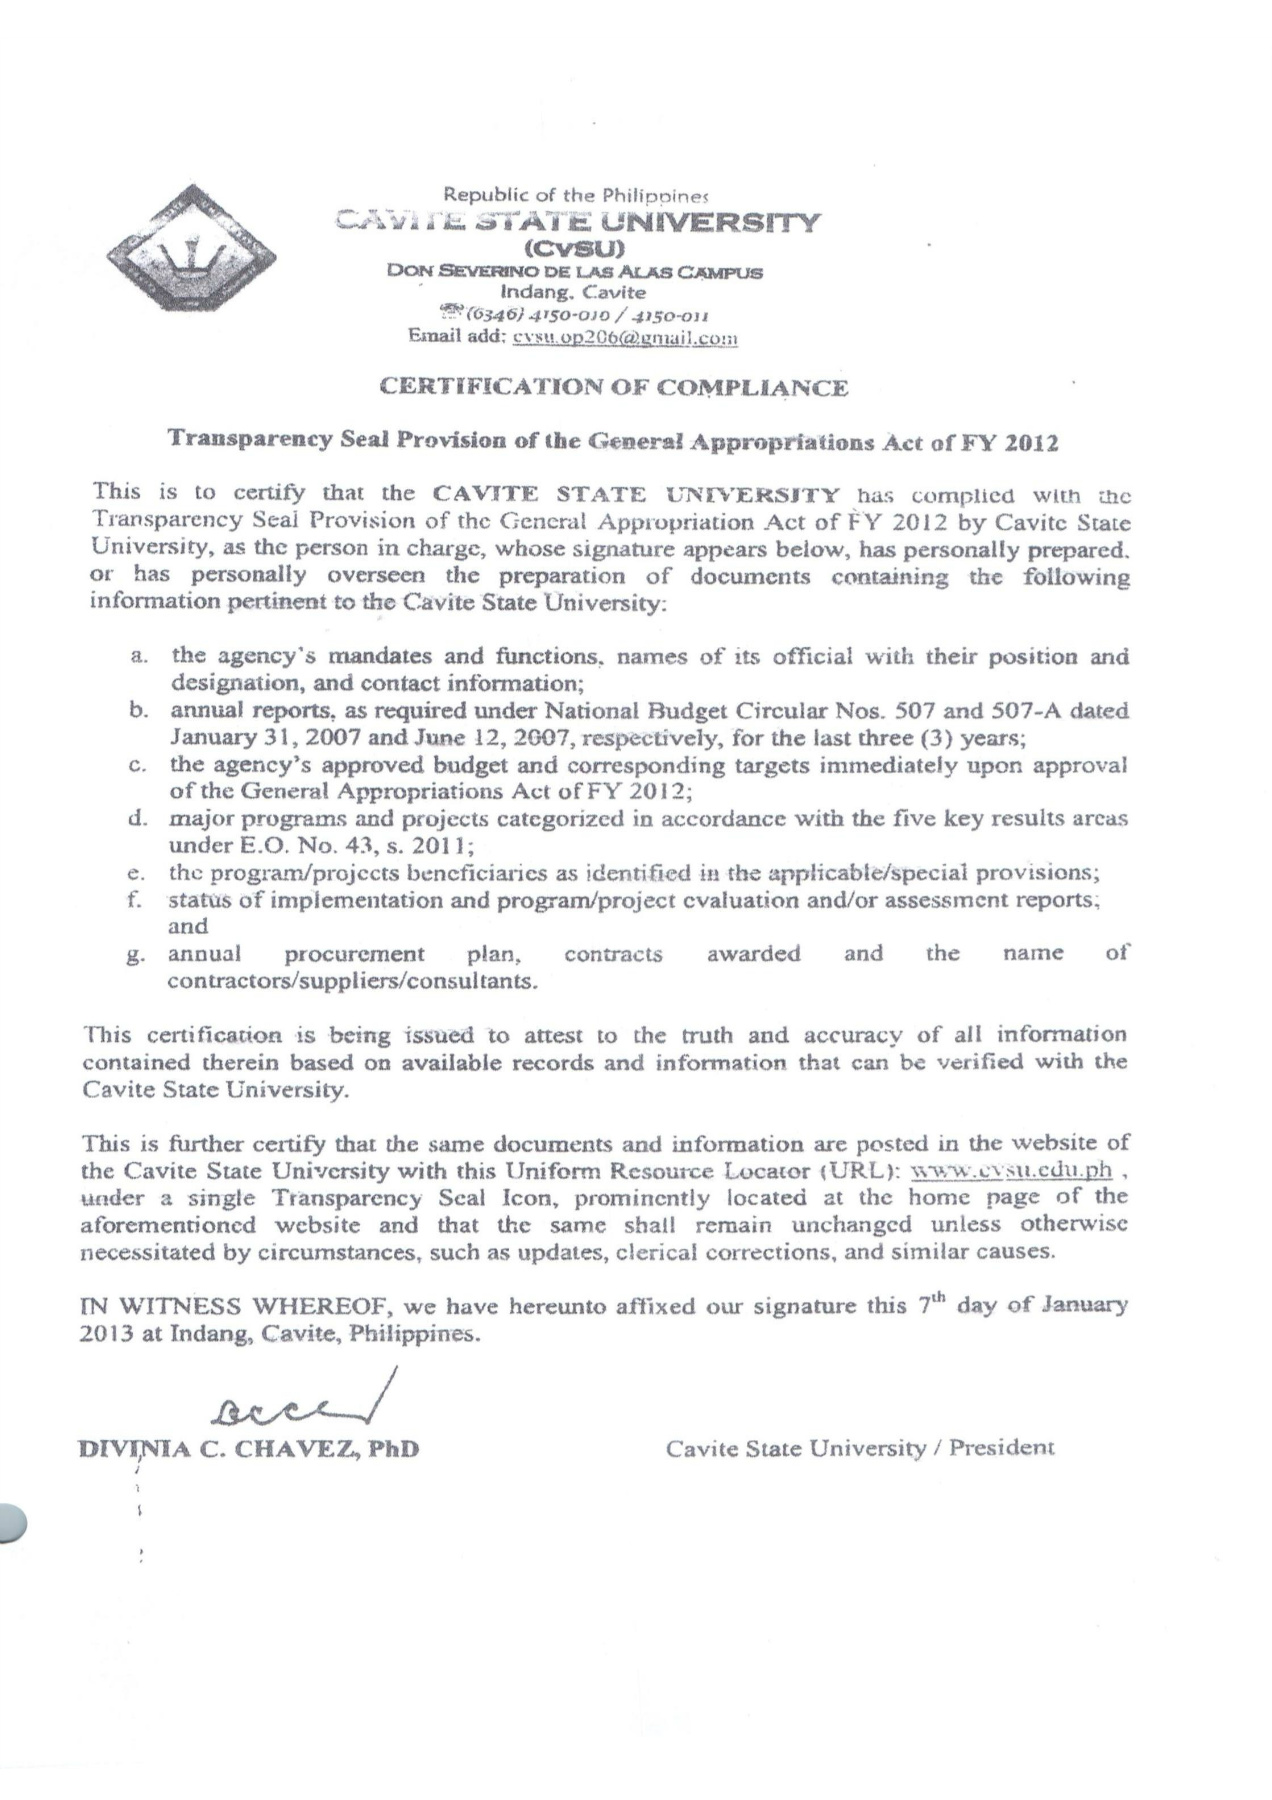 Republic of the Philippines
CAVITE STATE UNIVERSITY
(CVSU)
DON SEVERINO DE LAS ALAS CAMPUS
Indang, Cavite
☎(6346) 4150-010 / 4150-011
Email add: cvsu.op206@gmail.com
CERTIFICATION OF COMPLIANCE
Transparency Seal Provision of the General Appropriations Act of FY 2012
This is to certify that the CAVITE STATE UNIVERSITY has complied with the
Transparency Seal Provision of the General Appropriation Act of FY 2012 by Cavite State
University, as the person in charge, whose signature appears below, has personally prepared.
or has personally overseen the preparation of documents containing the following
information pertinent to the Cavite State University:
a. the agency's mandates and functions, names of its official with their position and
designation, and contact information;
b. annual reports, as required under National Budget Circular Nos. 507 and 507-A dated
January 31, 2007 and June 12, 2007, respectively, for the last three (3) years;
c. the agency's approved budget and corresponding targets immediately upon approval
of the General Appropriations Act of FY 2012;
d. major programs and projects categorized in accordance with the five key results areas
under E.O. No. 43, s. 2011;
e. the program/projects beneficiaries as identified in the applicable/special provisions;
f. status of implementation and program/project evaluation and/or assessment reports;
and
g. annual procurement plan, contracts awarded and the name of
contractors/suppliers/consultants.
This certification is being issued to attest to the truth and accuracy of all information
contained therein based on available records and information that can be verified with the
Cavite State University.
This is further certify that the same documents and information are posted in the website of
the Cavite State University with this Uniform Resource Locator (URL): www.cvsu.edu.ph ,
under a single Transparency Seal Icon, prominently located at the home page of the
aforementioned website and that the same shall remain unchanged unless otherwise
necessitated by circumstances, such as updates, clerical corrections, and similar causes.
IN WITNESS WHEREOF, we have hereunto affixed our signature this 7th day of January
2013 at Indang, Cavite, Philippines.
DIVINIA C. CHAVEZ, PhD Cavite State University / President